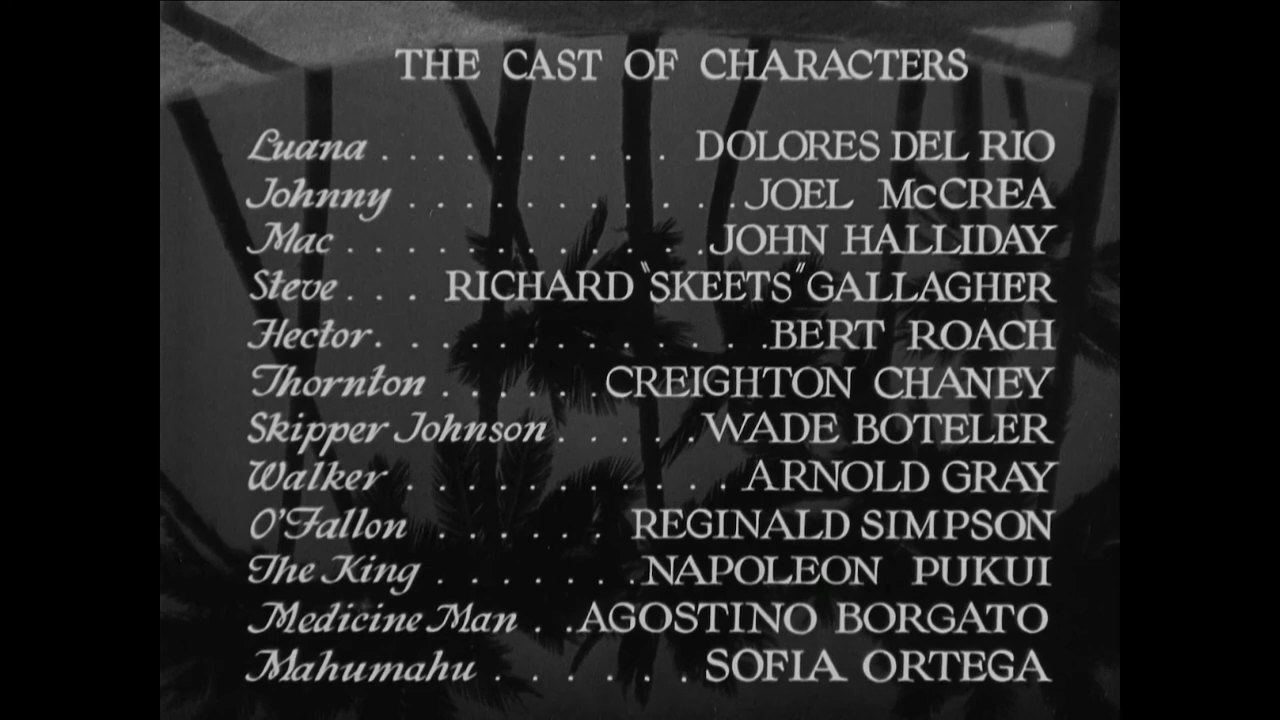 THE CAST OF CHARACTERS
Luana . . . . . . . . . . DOLORES DEL RIO
Johnny . . . . . . . . . . . . JOEL McCREA
Mac . . . . . . . . . . . . . JOHN HALLIDAY
Steve . . . RICHARD "SKEETS" GALLAGHER
Hector . . . . . . . . . . . . . . BERT ROACH
Thornton . . . . . . CREIGHTON CHANEY
Skipper Johnson . . . . . WADE BOTELER
Walker . . . . . . . . . . . ARNOLD GRAY
O'Fallon . . . . . . REGINALD SIMPSON
The King . . . . . . . NAPOLEON PUKUI
Medicine Man . . AGOSTINO BORGATO
Mahumahu . . . . . . SOFIA ORTEGA